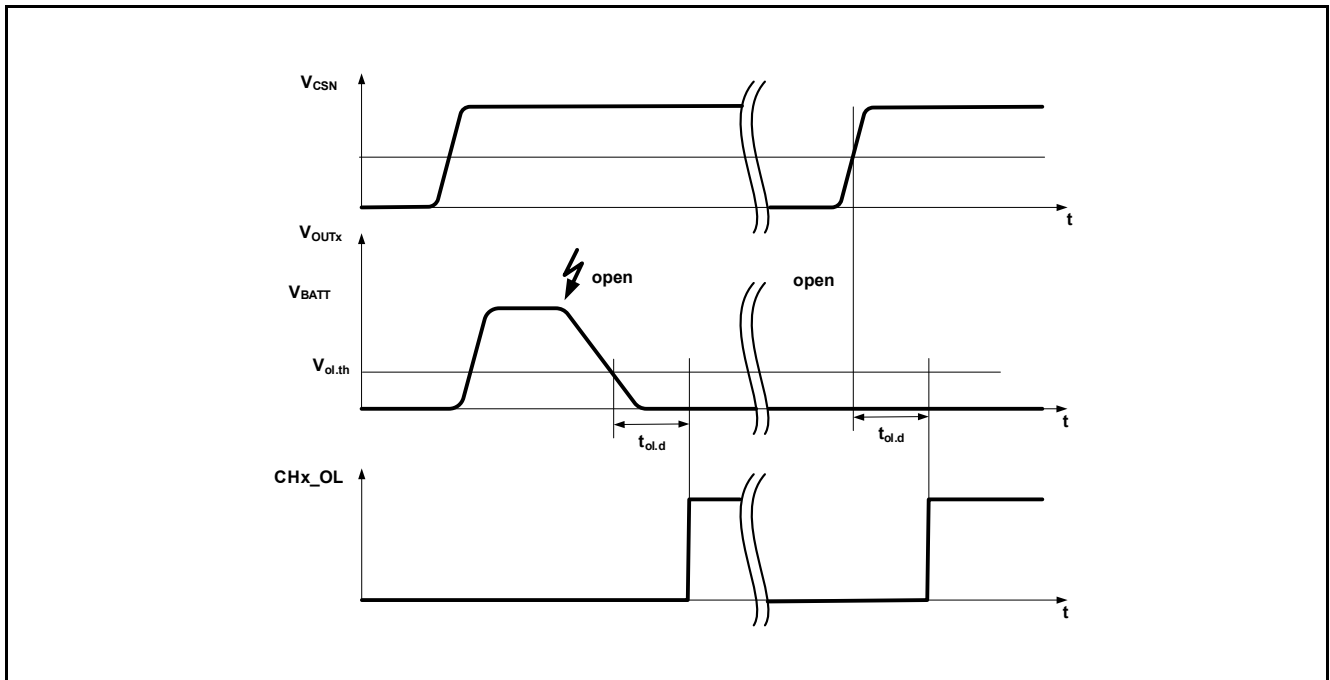 VCSN
t
VOUTx
open
open
VBATT
Vol.th
tol.d
tol.d
t
CHx_OL
t